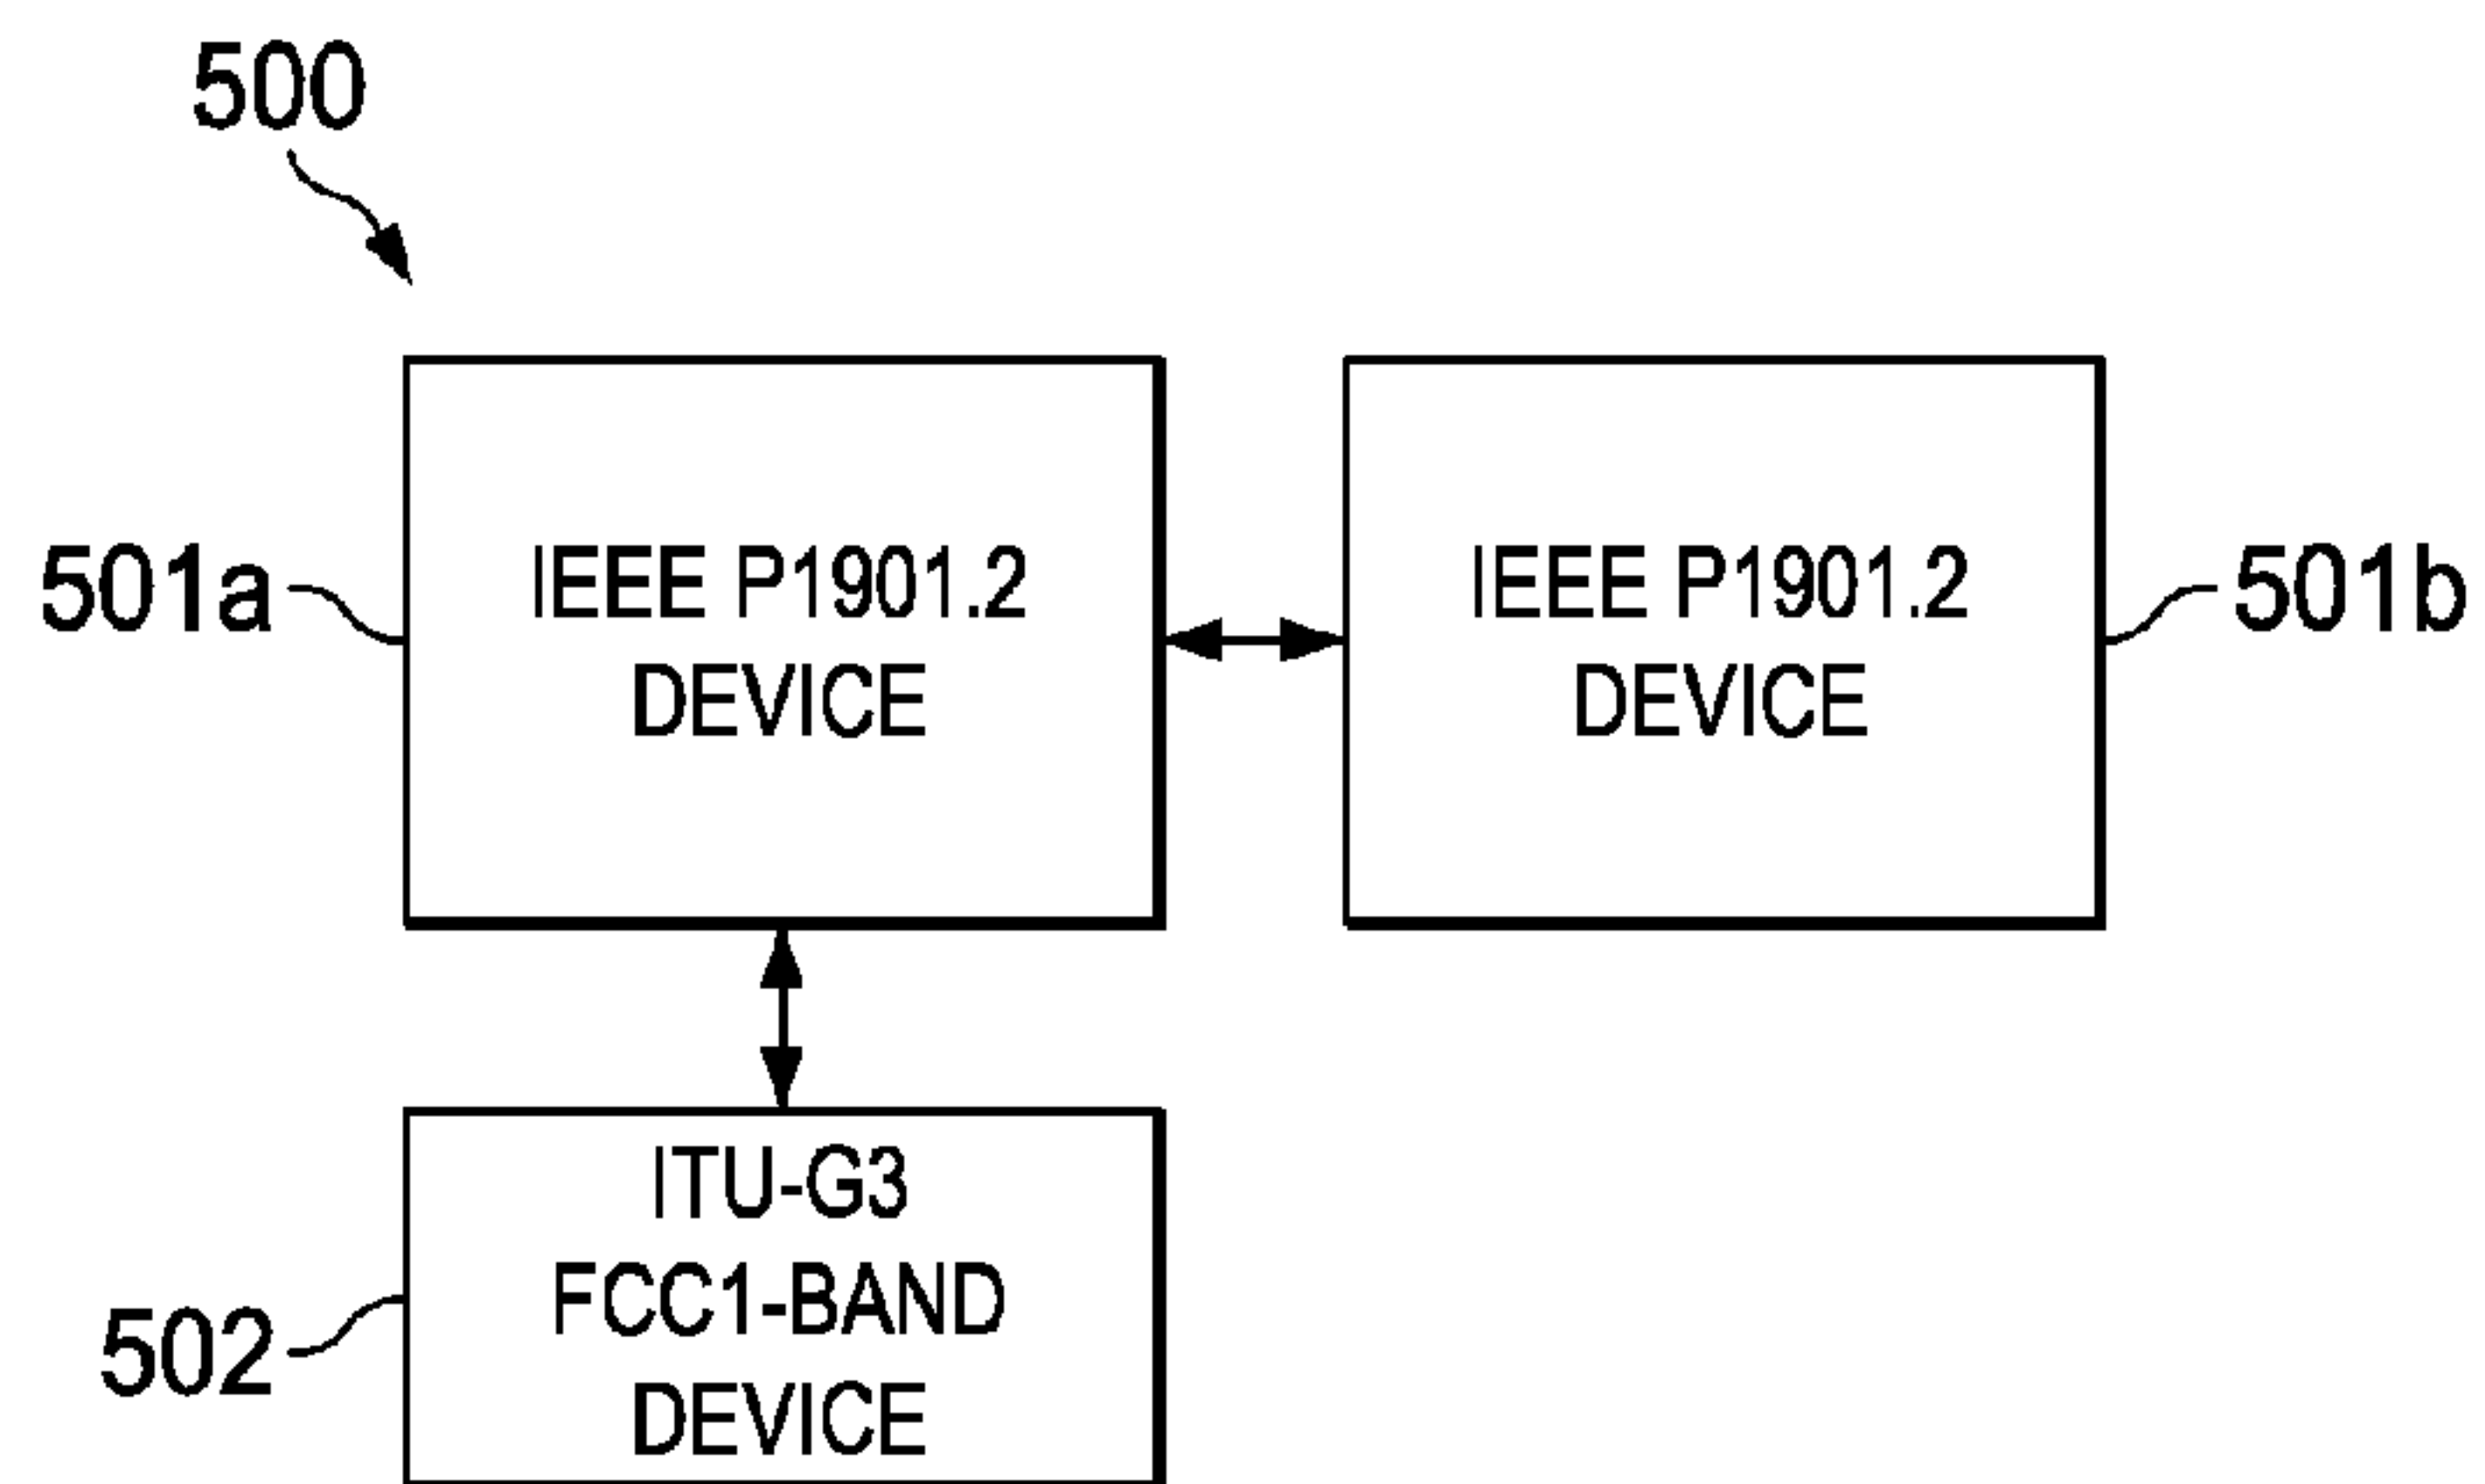 500
501a
IEEE P1901.2
DEVICE
IEEE P1901.2
DEVICE
501b
502
ITU-G3
FCC1-BAND
DEVICE